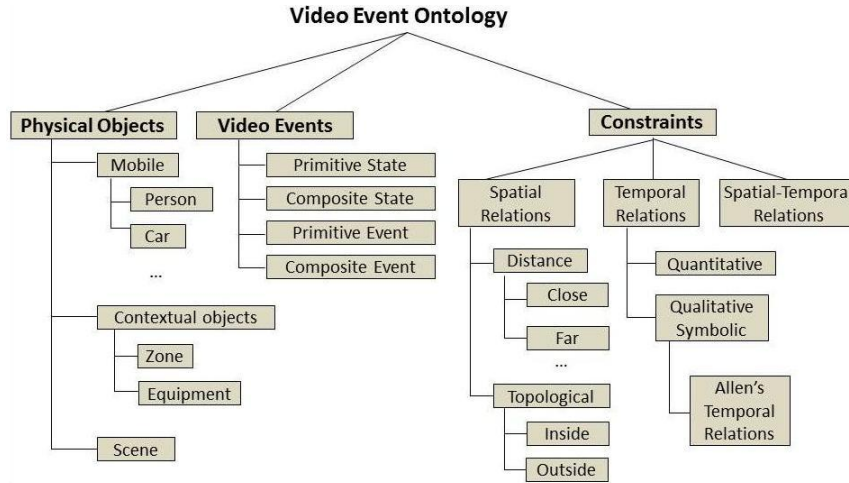 Video Event Ontology
Physical Objects
Mobile
Person
Car
...
Contextual objects
Zone
Equipment
Scene
Video Events
Primitive State
Composite State
Primitive Event
Composite Event
Constraints
Spatial
Relations
Distance
Close
Far
...
Topological
Inside
Outside
Temporal
Relations
Quantitative
Qualitative
Symbolic
Allen's
Temporal
Relations
Spatial-Temporal
Relations